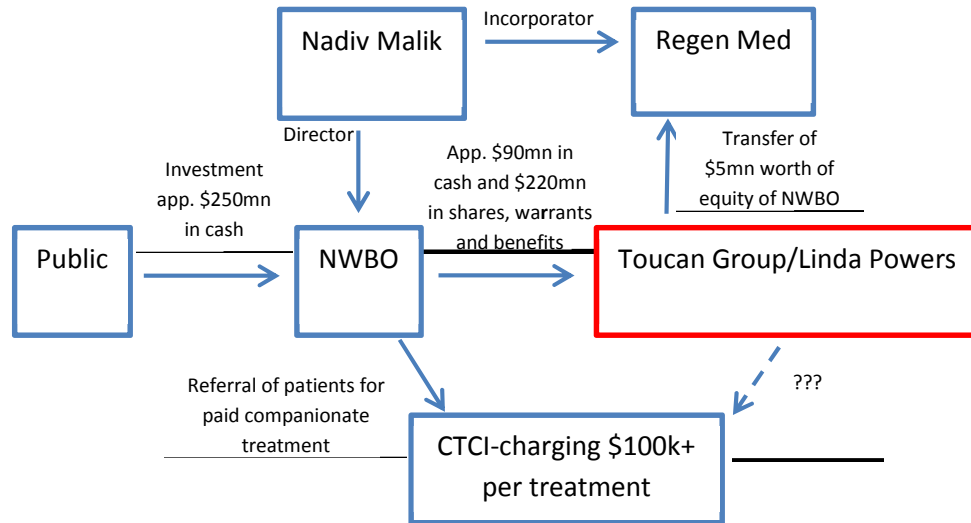 Incorporator
Nadiv Malik
Regen Med
Director
Investment
app. $250mn
in cash
App. $90mn in
cash and $220mn
in shares, warrants
and benefits
Transfer of
$5mn worth of
equity of NWBO
Public
NWBO
Toucan Group/Linda Powers
Referral of patients for
paid companionate
treatment
???
CTCI-charging $100k+
per treatment